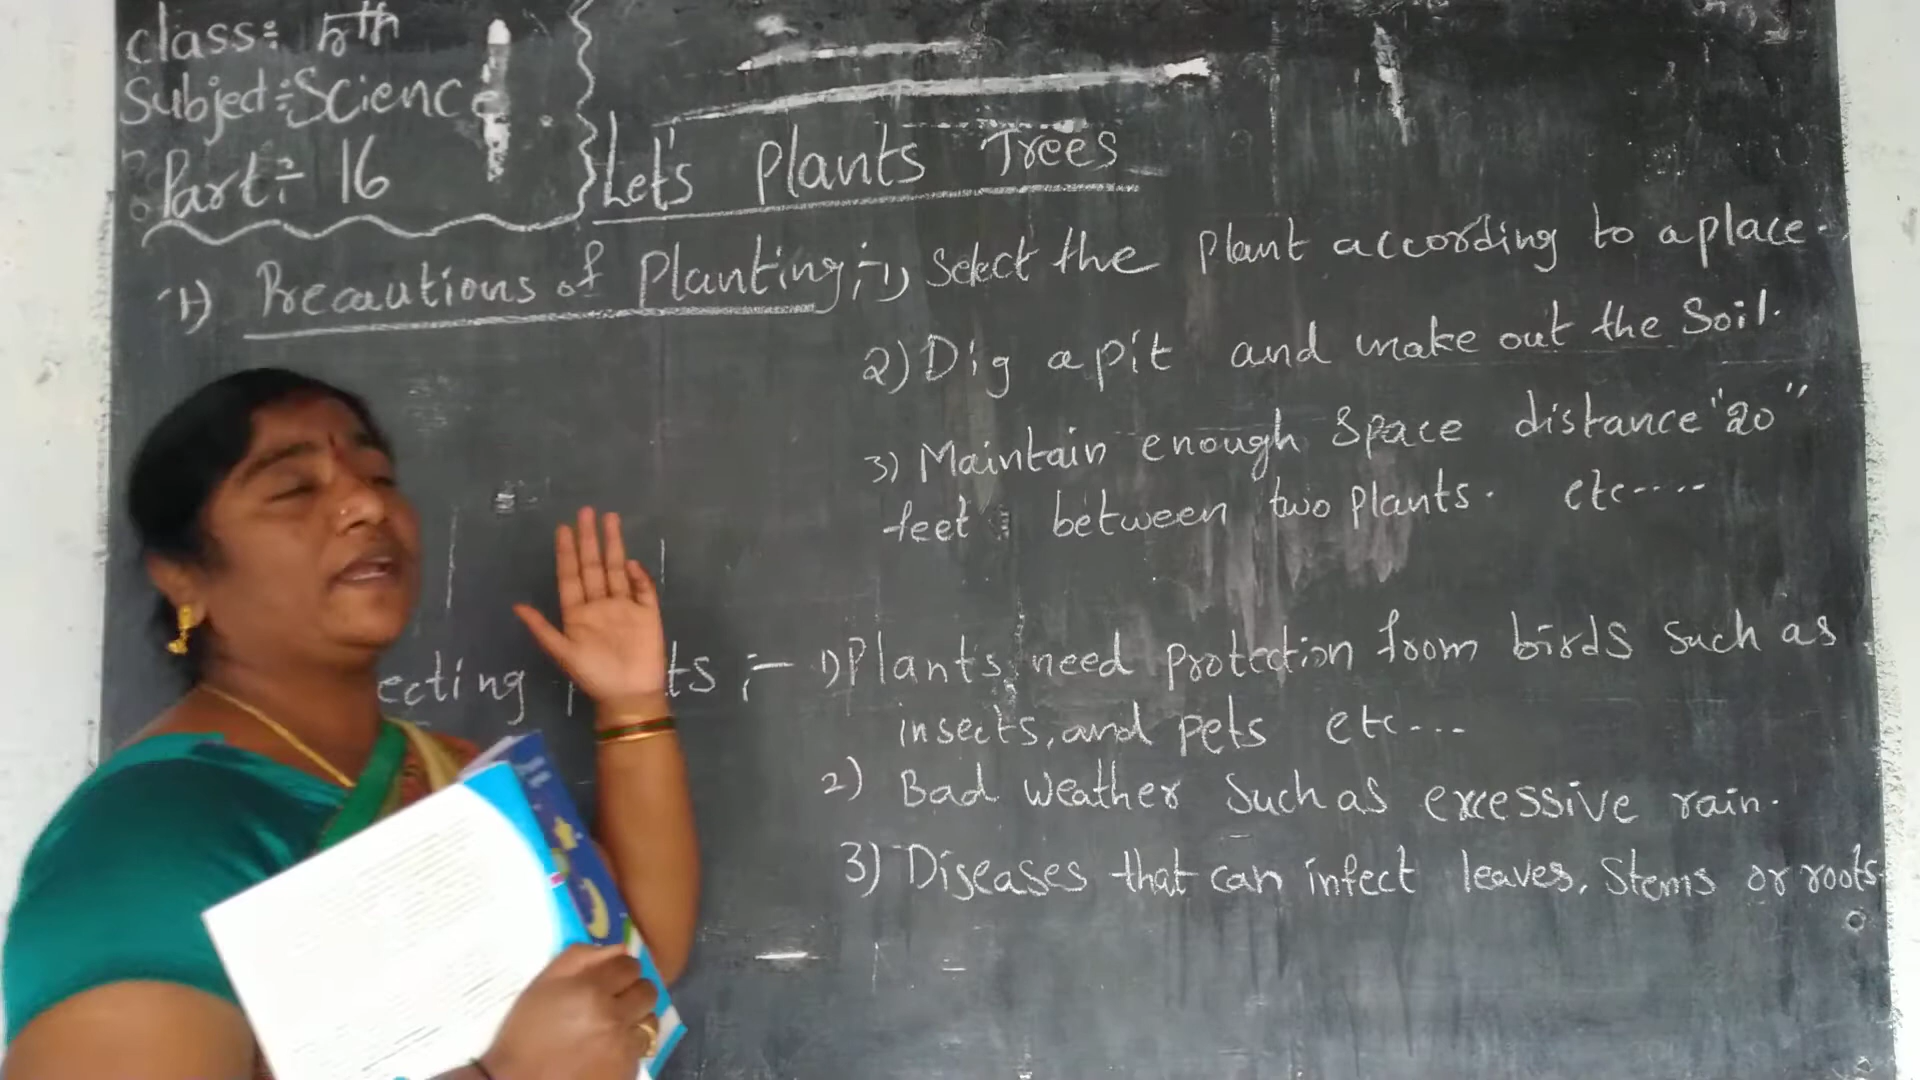 class:- 5th
Subject:- Science
Part:- 16
Let's Plants Trees
1) Precautions of Planting :- 1) Select the Plant according to a place.
2) Dig a pit and make out the Soil.
3) Maintain enough Space distance "20"
feet between two Plants. etc-----
ecting ts :- 1) Plants need protection from birds such as
insects, and pets etc---
2) Bad weather such as excessive rain.
3) Diseases that can infect leaves, Stems or roots.